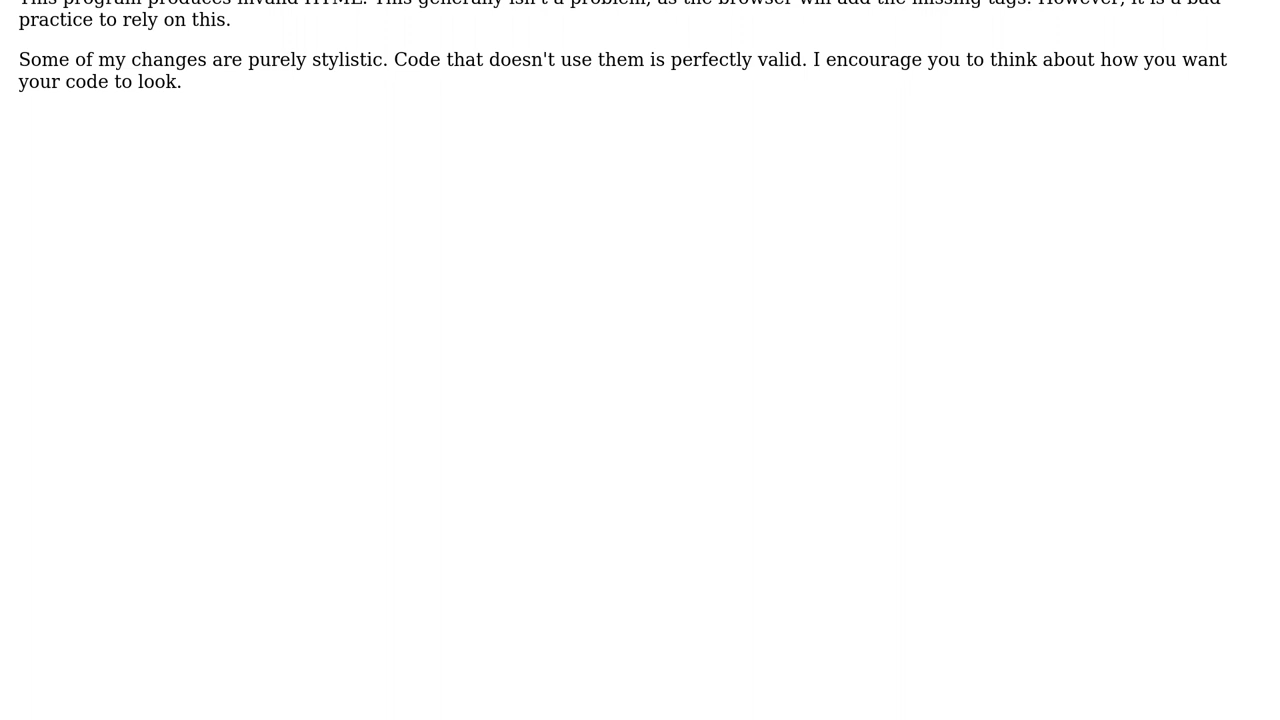 This program produces invalid HTML. This generally isn't a problem, as the browser will add the missing tags. However, it is a bad
practice to rely on this.
Some of my changes are purely stylistic. Code that doesn't use them is perfectly valid. I encourage you to think about how you want
your code to look.